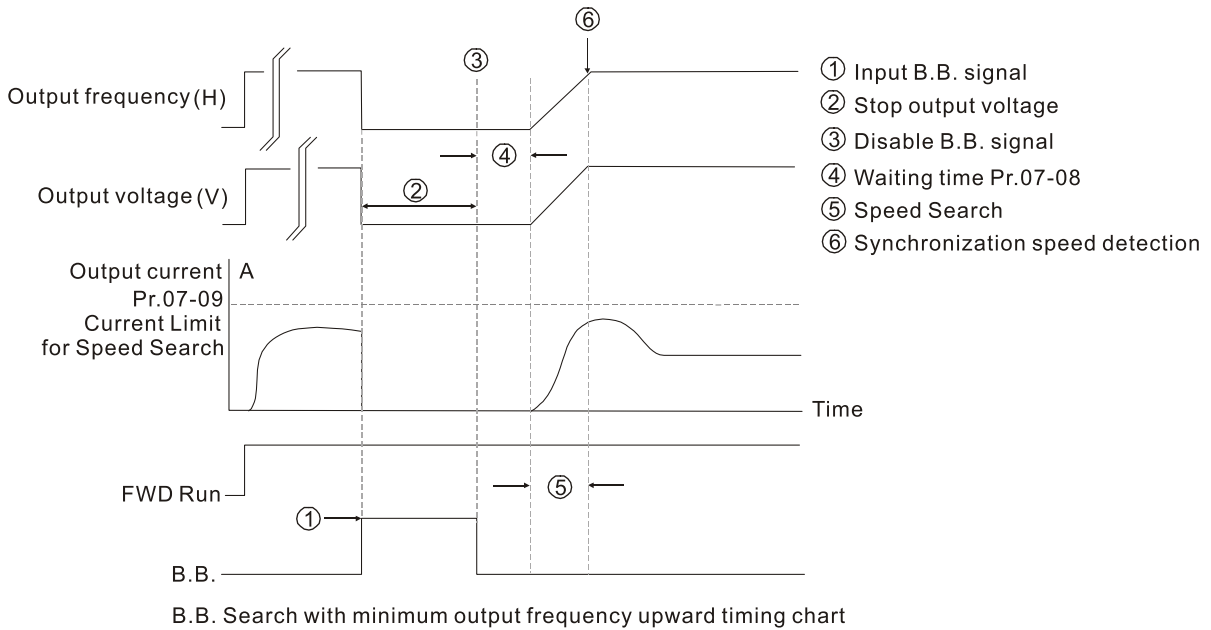 ⑥
③
Output frequency(H)
① Input B.B. signal
② Stop output voltage
③ Disable B.B. signal
④ Waiting time Pr.07-08
⑤ Speed Search
⑥ Synchronization speed detection
④
②
Output voltage(V)
Output current
A
Pr.07-09
Current Limit
for Speed Search
Time
FWD Run
⑤
①
B.B.
B.B. Search with minimum output frequency upward timing chart